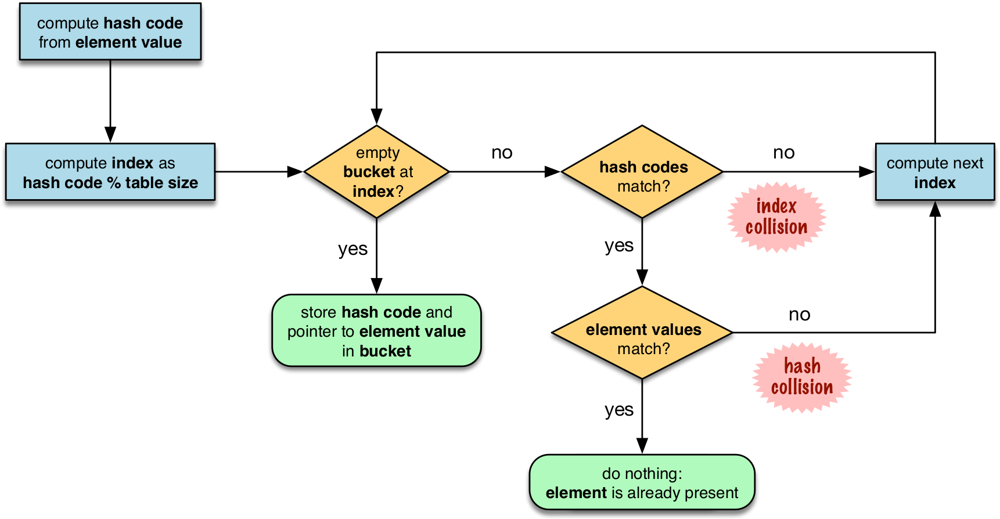 compute hash code
from element value
compute index as
hash code % table size
empty
bucket at
index?
no
hash codes
match?
no
compute next
index
index
collision
yes
yes
store hash code and
pointer to element value
in bucket
element values
match?
no
hash
collision
yes
do nothing:
element is already present